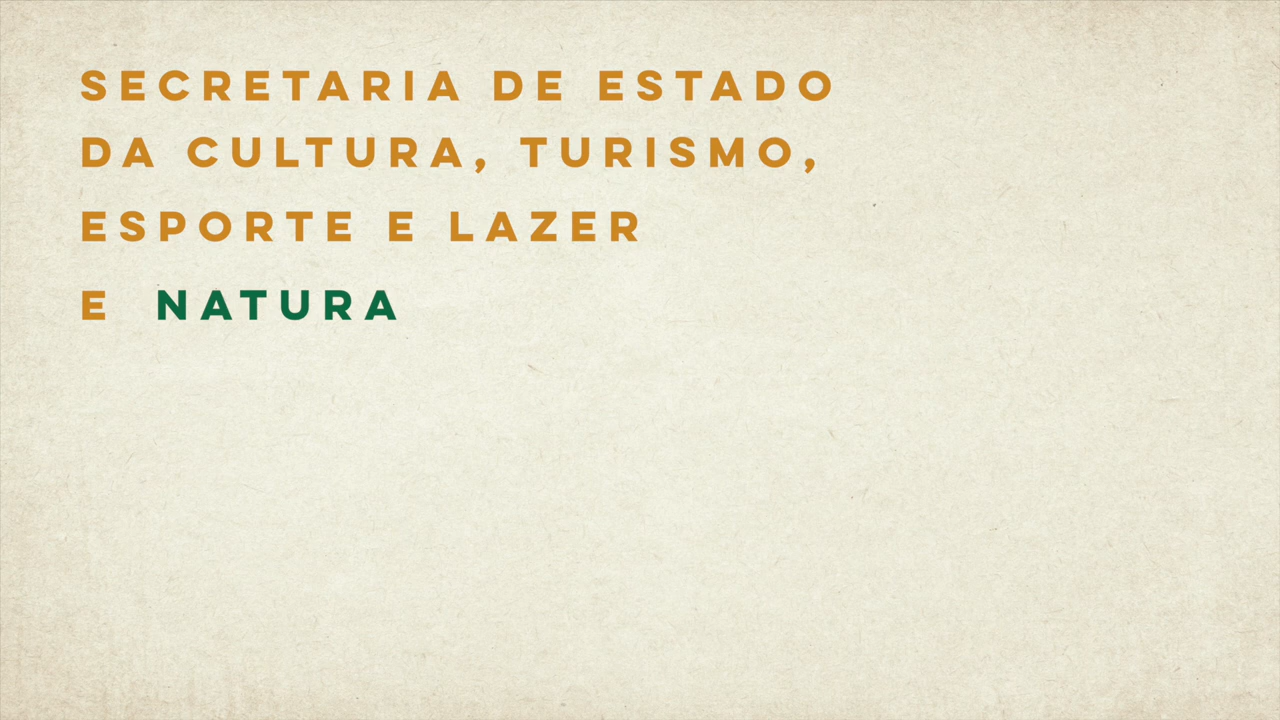 SECRETARIA DE ESTADO
DA CULTURA, TURISMO,
ESPORTE E LAZER
E NATURA